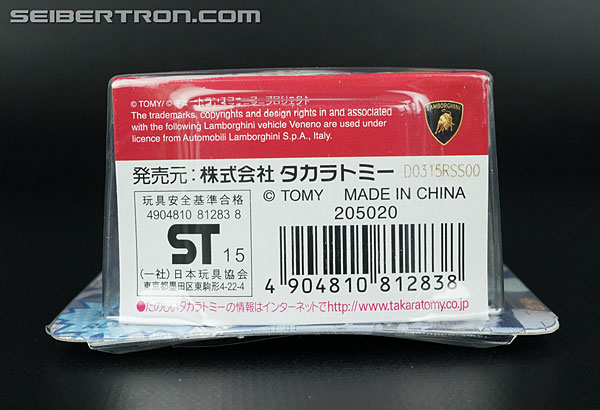 SEIBERTRON.COM
© TOMY/
The trademarks, copyrights and design rights in and associated
with the following Lamborghini vehicle Veneno are used under
licence from Automobili Lamborghini S.p.A., Italy.
LAMBORGHINI
発売元：株式会社 タカラトミー D0315RSS00
玩具安全基準合格
4904810 81283 8
ST 15
(一社)日本玩具協会
東京都墨田区東駒形4-22-4
© TOMY MADE IN CHINA
205020
4 904810 812838
●たのしいタカラトミーの情報はインターネットでhttp://www.takaratomy.co.jp